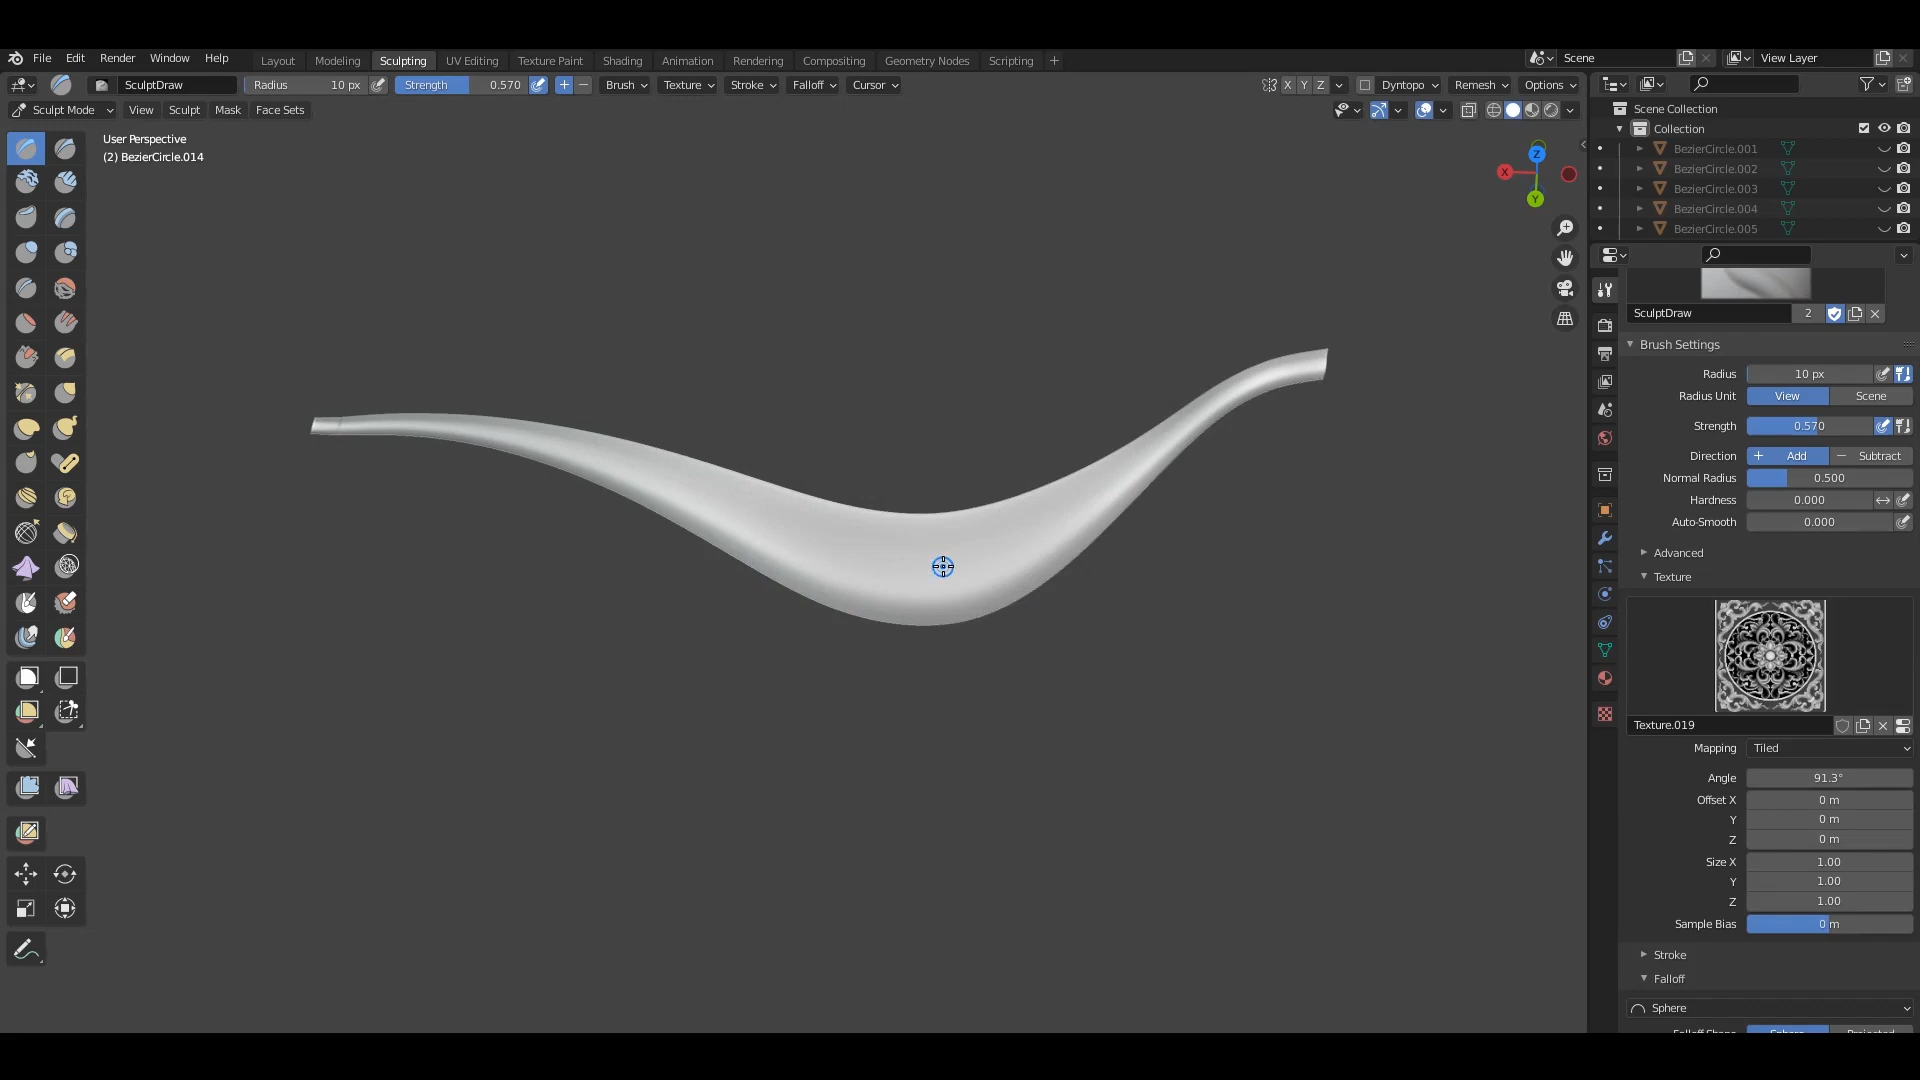 File Edit Render Window Help Layout Modeling Sculpting UV Editing Texture Paint Shading Animation Rendering Compositing Geometry Nodes Scripting + Scene View Layer
SculptDraw Radius 10 px Strength 0.570 + − Brush Texture Stroke Falloff Cursor X Y Z Dyntopo Remesh Options
Sculpt Mode View Sculpt Mask Face Sets
User Perspective
(2) BezierCircle.014
Z
X
Y
Scene Collection
Collection
BezierCircle.001
BezierCircle.002
BezierCircle.003
BezierCircle.004
BezierCircle.005
SculptDraw 2
Brush Settings
Radius 10 px
Radius Unit View Scene
Strength 0.570
Direction + Add − Subtract
Normal Radius 0.500
Hardness 0.000
Auto-Smooth 0.000
Advanced
Texture
Texture.019
Mapping Tiled
Angle 91.3°
Offset X 0 m
Y 0 m
Z 0 m
Size X 1.00
Y 1.00
Z 1.00
Sample Bias 0 m
Stroke
Falloff
Sphere
Falloff Shape Sphere Projected